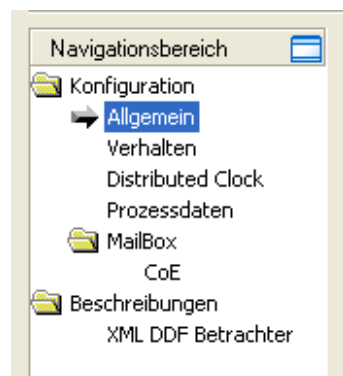 Navigationsbereich
Konfiguration
Allgemein
Verhalten
Distributed Clock
Prozessdaten
MailBox
CoE
Beschreibungen
XML DDF Betrachter